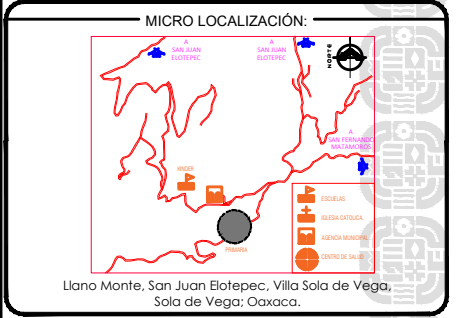 MICRO LOCALIZACIÓN:
A
SAN JUAN
ELOTEPEC
A
SAN JUAN
ELOTEPEC
NORTE
A
SAN FERNANDO
MATAMOROS
KINDER
PRIMARIA
ESCUELAS
IGLESIA CATOLICA
AGENCIA MUNICIPAL
CENTRO DE SALUD
Llano Monte, San Juan Elotepec, Villa Sola de Vega,
Sola de Vega; Oaxaca.